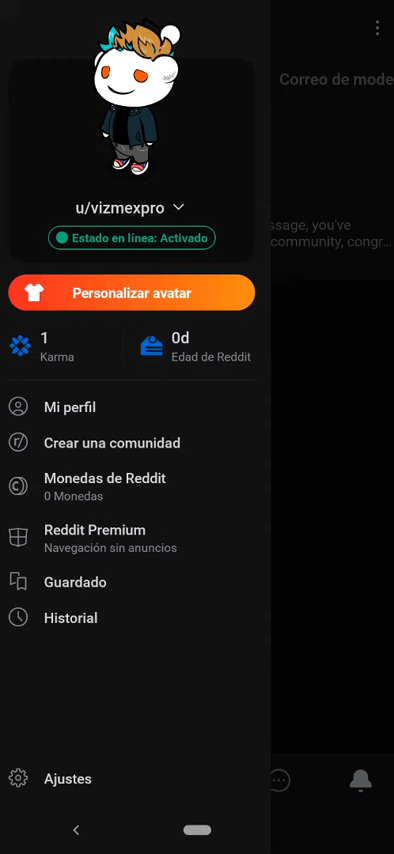 Correo de mode
u/vizmexpro
Estado en línea: Activado
ssage, you've
community, congr...
Personalizar avatar
1
Karma
0d
Edad de Reddit
Mi perfil
r/
Crear una comunidad
Monedas de Reddit
0 Monedas
Reddit Premium
Navegación sin anuncios
Guardado
Historial
Ajustes